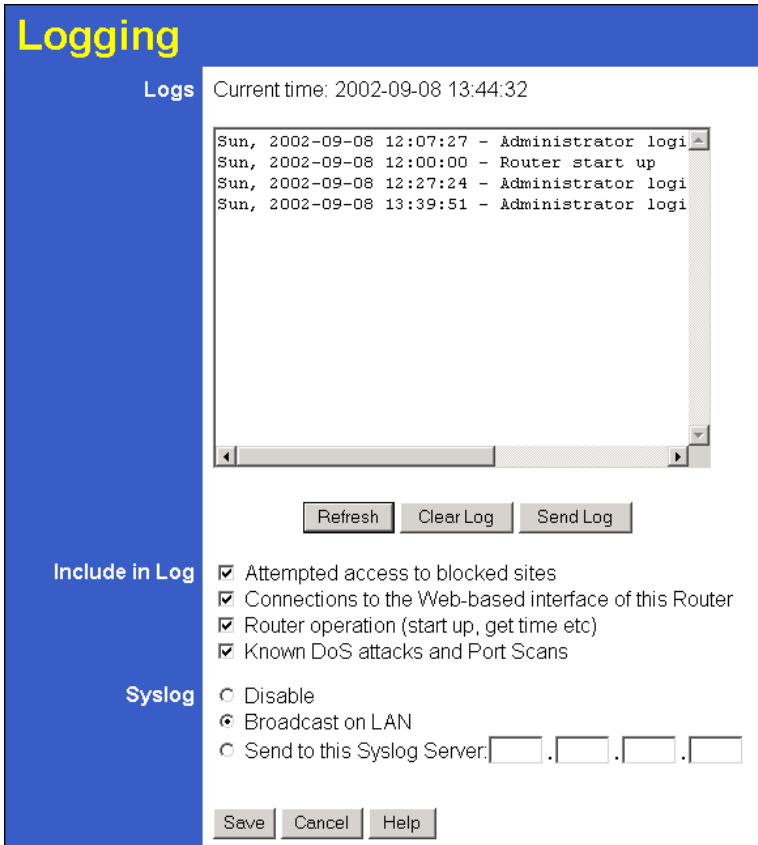 Logging
Logs Current time: 2002-09-08 13:44:32
Sun, 2002-09-08 12:07:27 - Administrator logi
Sun, 2002-09-08 12:00:00 - Router start up
Sun, 2002-09-08 12:27:24 - Administrator logi
Sun, 2002-09-08 13:39:51 - Administrator logi
Refresh Clear Log Send Log
Include in Log Attempted access to blocked sites
Connections to the Web-based interface of this Router
Router operation (start up, get time etc)
Known DoS attacks and Port Scans
Syslog Disable
Broadcast on LAN
Send to this Syslog Server: . . .
Save Cancel Help